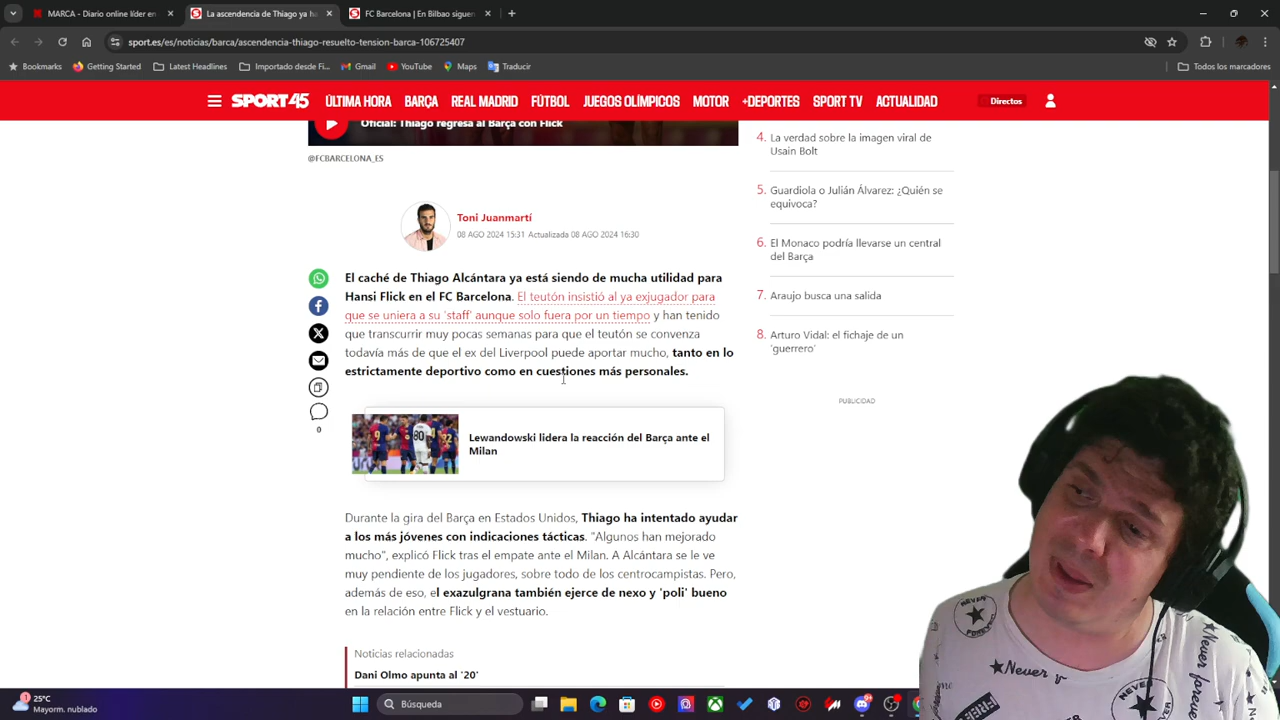 MARCA - Diario online líder en
La ascendencia de Thiago ya ha
FC Barcelona | En Bilbao siguen
sport.es/es/noticias/barca/ascendencia-thiago-resuelto-tension-barca-106725407
Bookmarks
Getting Started
Latest Headlines
Importado desde Fi...
Gmail
YouTube
Maps
Traducir
Todos los marcadores
SPORT45
ÚLTIMA HORA
BARÇA
REAL MADRID
FÚTBOL
JUEGOS OLÍMPICOS
MOTOR
+DEPORTES
SPORT TV
ACTUALIDAD
Directos
Oficial: Thiago regresa al Barça con Flick
@FCBARCELONA_ES
Toni Juanmartí
08 AGO 2024 15:31 Actualizada 08 AGO 2024 16:30
El caché de Thiago Alcántara ya está siendo de mucha utilidad para
Hansi Flick en el FC Barcelona. El teutón insistió al ya exjugador para
que se uniera a su 'staff' aunque solo fuera por un tiempo y han tenido
que transcurrir muy pocas semanas para que el teutón se convenza
todavía más de que el ex del Liverpool puede aportar mucho, tanto en lo
estrictamente deportivo como en cuestiones más personales.
0
Lewandowski lidera la reacción del Barça ante el
Milan
Durante la gira del Barça en Estados Unidos, Thiago ha intentado ayudar
a los más jóvenes con indicaciones tácticas. "Algunos han mejorado
mucho", explicó Flick tras el empate ante el Milan. A Alcántara se le ve
muy pendiente de los jugadores, sobre todo de los centrocampistas. Pero,
además de eso, el exazulgrana también ejerce de nexo y 'poli' bueno
en la relación entre Flick y el vestuario.
Noticias relacionadas
Dani Olmo apunta al '20'
4. La verdad sobre la imagen viral de
Usain Bolt
5. Guardiola o Julián Álvarez: ¿Quién se
equivoca?
6. El Monaco podría llevarse un central
del Barça
7. Araujo busca una salida
8. Arturo Vidal: el fichaje de un
'guerrero'
PUBLICIDAD
Never
25°C
Mayorm. nublado
Búsqueda